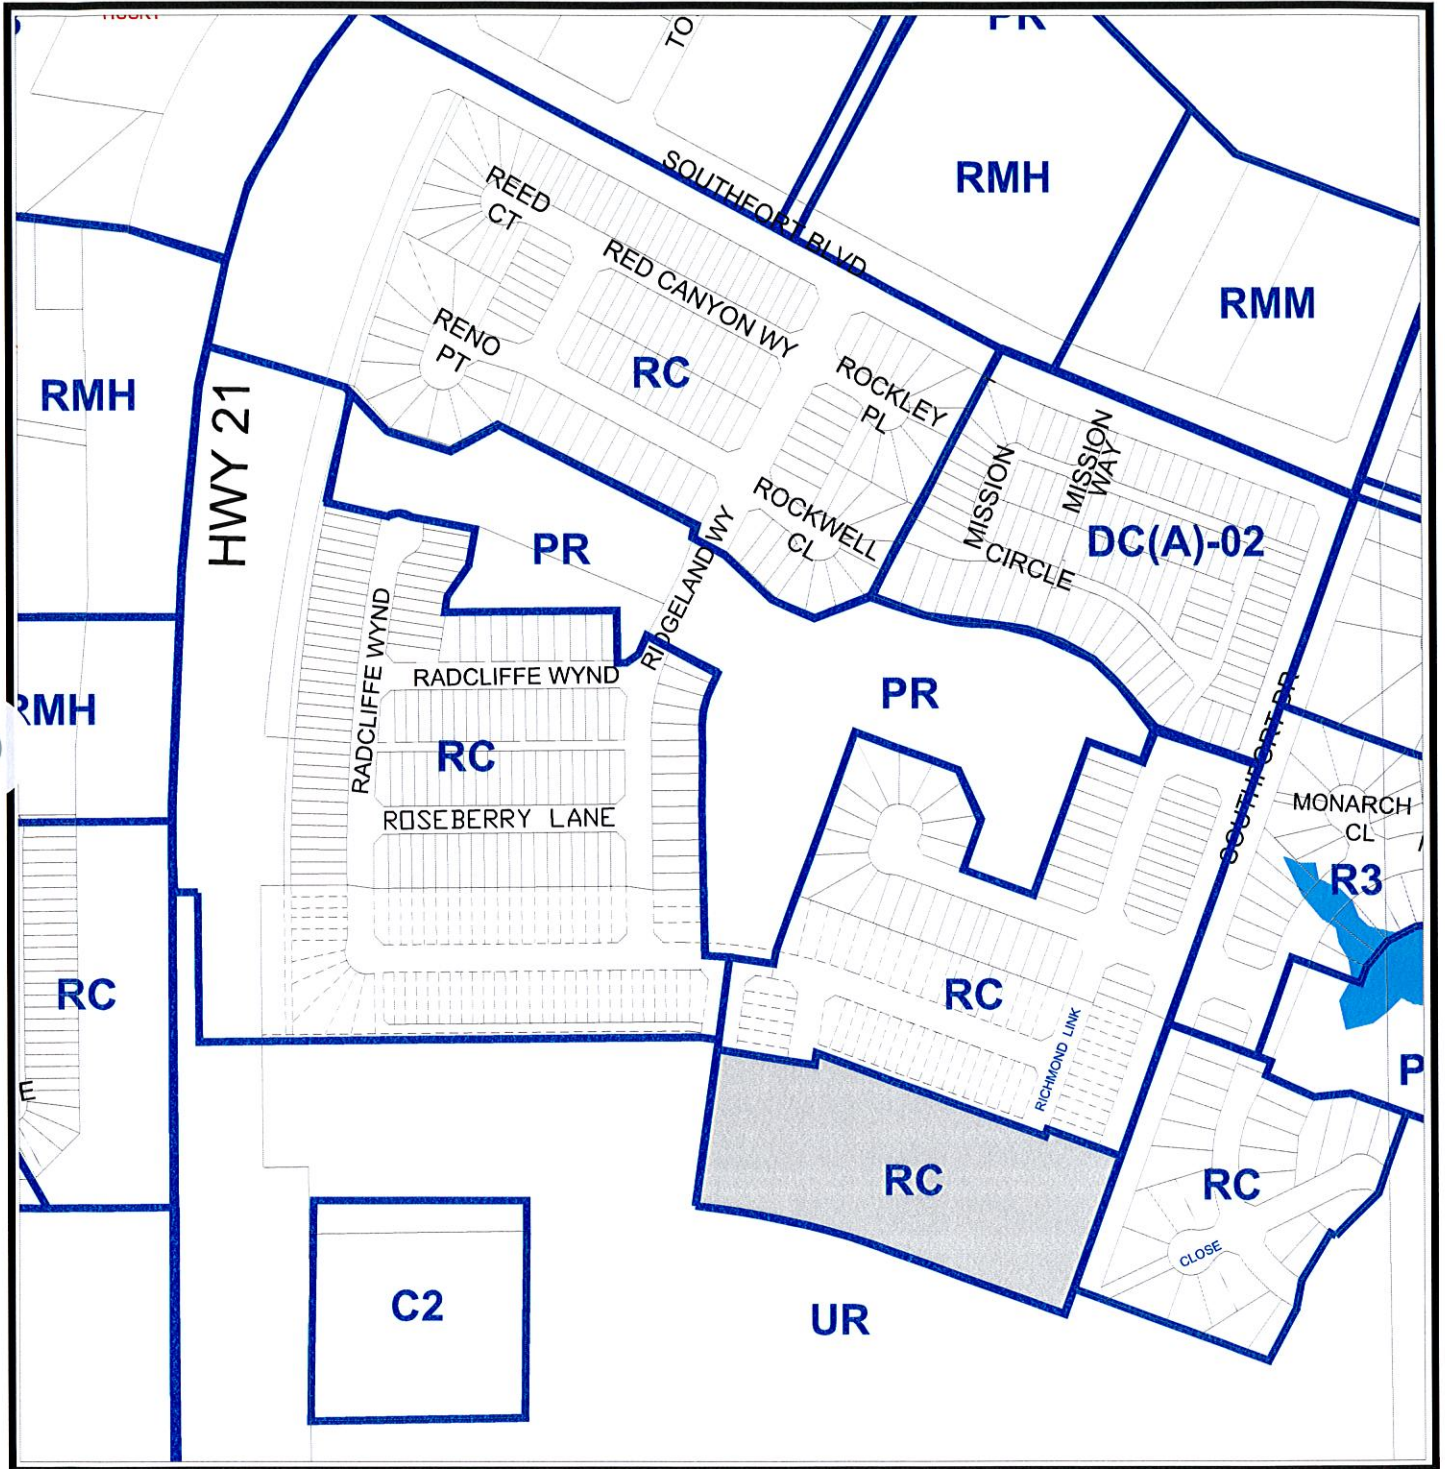 TO
PR
RMH
SOUTHFORT BLVD
REED
CT
RED CANYON WY
RMM
RENO
PT
RC
ROCKLEY
PL
RMH
HWY 21
MISSION
WAY
MISSION
CIRCLE
ROCKWELL
CL
DC(A)-02
PR
RIDGELAND WY
RADCLIFFE WYND
RADCLIFFE WYND
PR
RMH
RC
SOUTHFORT DR
MONARCH
CL
ROSEBERRY LANE
R3
RC
RC
RICHMOND LINK
P
E
RC
RC
CLOSE
C2
UR